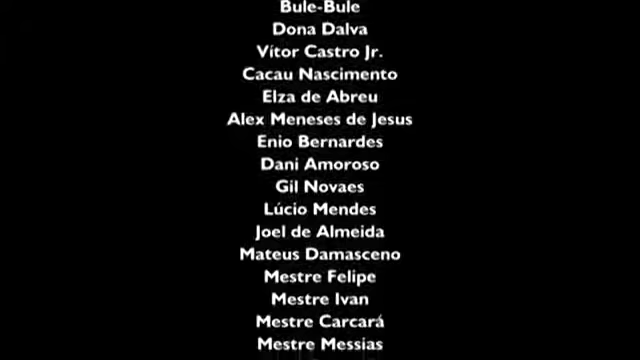 Bule-Bule
Dona Dalva
Vítor Castro Jr.
Cacau Nascimento
Elza de Abreu
Alex Meneses de Jesus
Enio Bernardes
Dani Amoroso
Gil Novaes
Lúcio Mendes
Joel de Almeida
Mateus Damasceno
Mestre Felipe
Mestre Ivan
Mestre Carcará
Mestre Messias